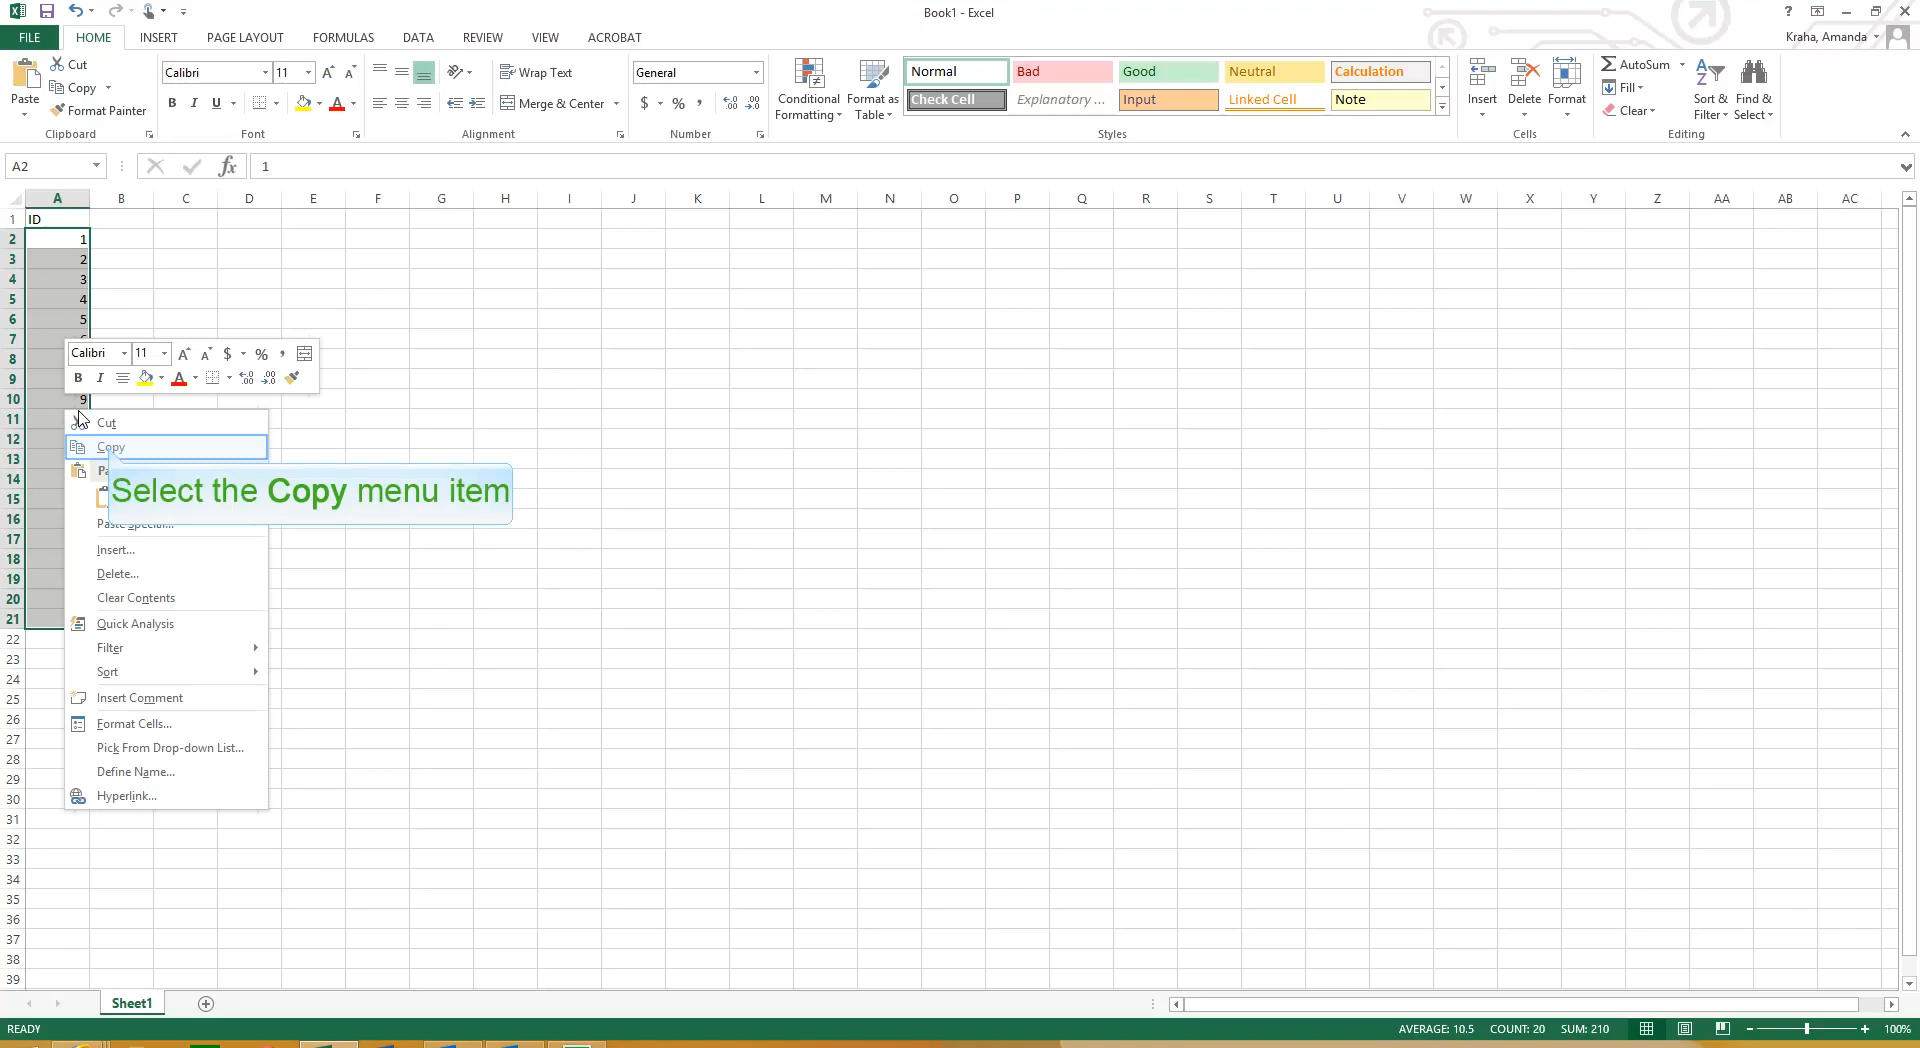 Book1 - Excel
?
FILE HOME INSERT PAGE LAYOUT FORMULAS DATA REVIEW VIEW ACROBAT
Kraha, Amanda
Paste
Cut
Copy
Format Painter
Clipboard
Calibri 11
B I U
Font
Wrap Text
Merge & Center
Alignment
General
$ % ,
Number
Conditional Formatting
Format as Table
Normal Bad Good Neutral Calculation
Check Cell Explanatory ... Input Linked Cell Note
Styles
Insert Delete Format
Cells
AutoSum
Fill
Clear
Sort & Filter
Find & Select
Editing
A2 fx 1
A B C D E F G H I J K L M N O P Q R S T U V W X Y Z AA AB AC
1 ID
2 1
3 2
4 3
5 4
6 5
7
8
9
10 9
11
12
13
14
15
16
17
18
19
20
21
22
23
24
25
26
27
28
29
30
31
32
33
34
35
36
37
38
39
Calibri 11 A A $ % ,
B I A
Cut
Copy
Select the Copy menu item
Paste Special...
Insert...
Delete...
Clear Contents
Quick Analysis
Filter
Sort
Insert Comment
Format Cells...
Pick From Drop-down List...
Define Name...
Hyperlink...
Sheet1
READY
AVERAGE: 10.5 COUNT: 20 SUM: 210
100%